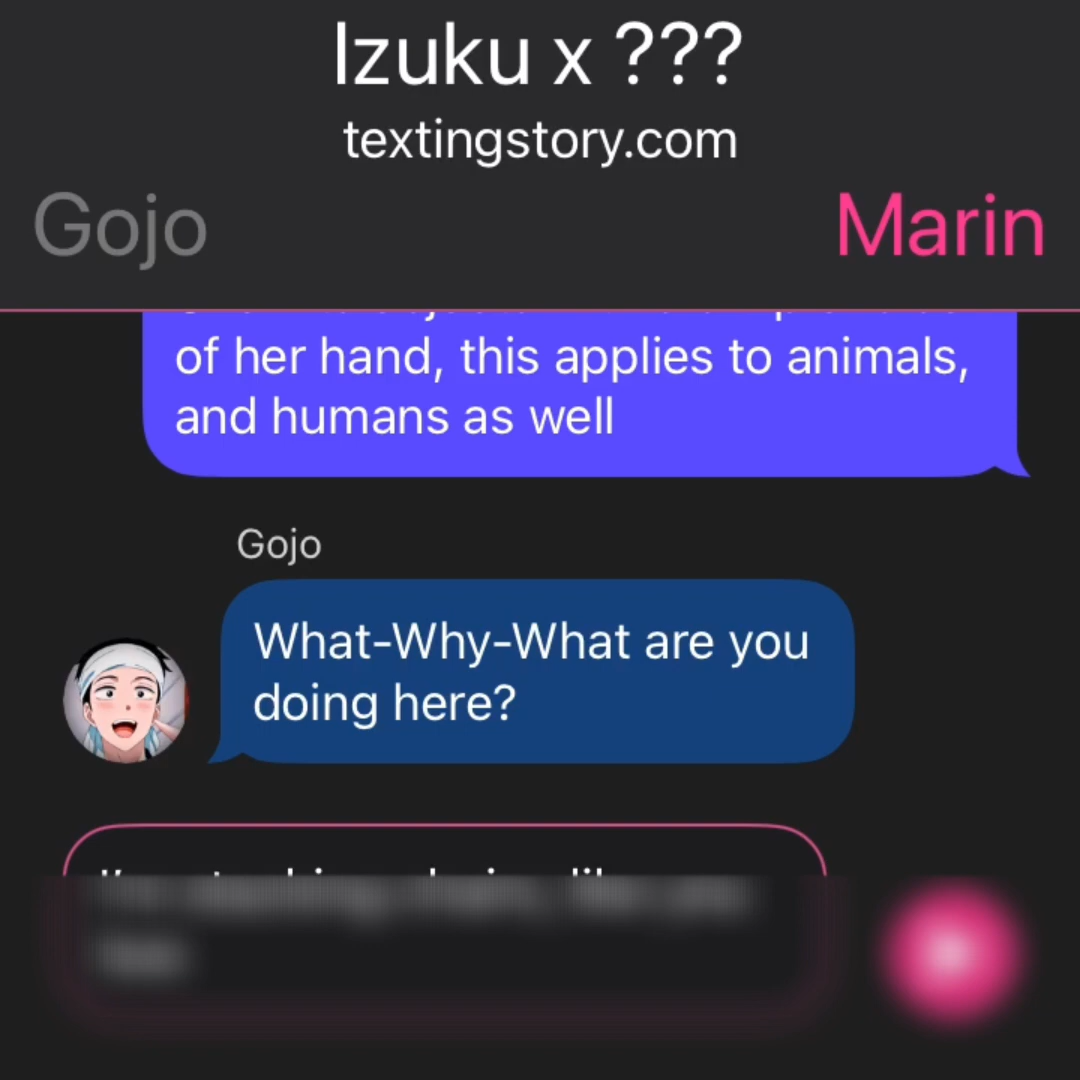 Izuku x ???
textingstory.com
Gojo
Marin
of her hand, this applies to animals,
and humans as well
Gojo
What-Why-What are you
doing here?